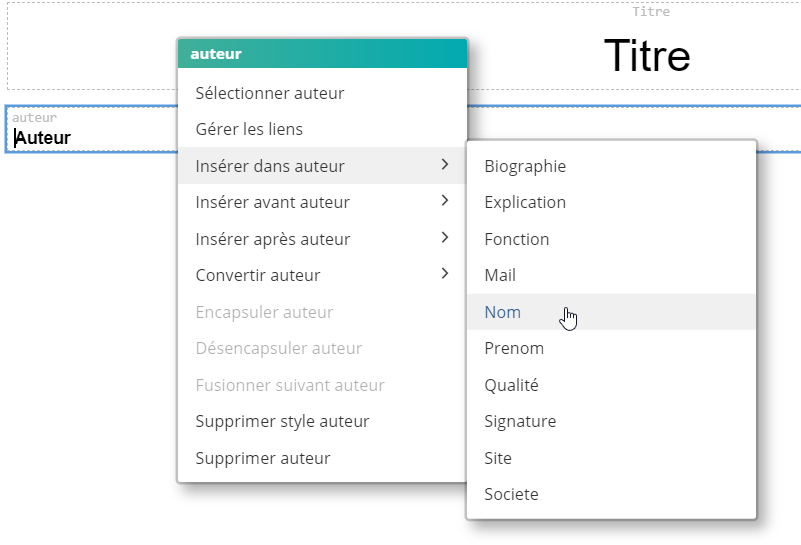 Titre
Titre
auteur
Auteur
auteur
Sélectionner auteur
Gérer les liens
Insérer dans auteur
Insérer avant auteur
Insérer après auteur
Convertir auteur
Encapsuler auteur
Désencapsuler auteur
Fusionner suivant auteur
Supprimer style auteur
Supprimer auteur
Biographie
Explication
Fonction
Mail
Nom
Prenom
Qualité
Signature
Site
Societe